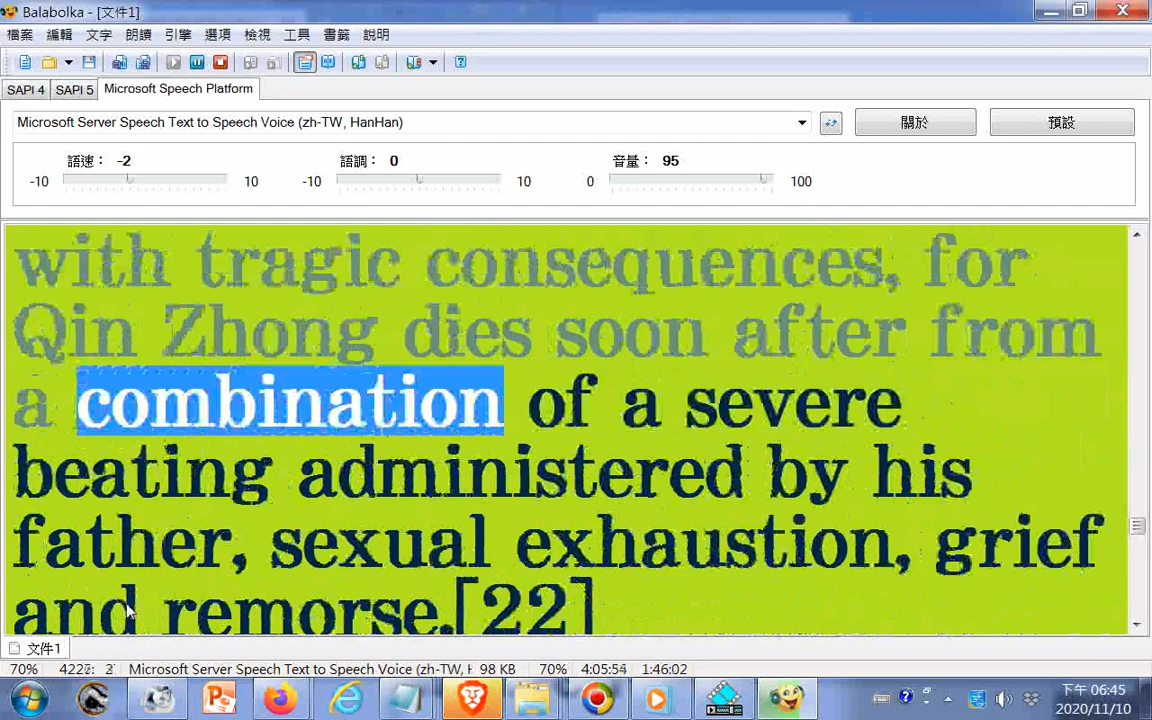 Balabolka - [文件1]
檔案 編輯 文字 朗讀 引擎 選項 檢視 工具 書籤 說明
SAPI 4 SAPI 5 Microsoft Speech Platform
Microsoft Server Speech Text to Speech Voice (zh-TW, HanHan) 關於 預設
語速： -2 語調： 0 音量： 95
-10 10 -10 10 0 100
with tragic consequences, for
Qin Zhong dies soon after from
a combination of a severe
beating administered by his
father, sexual exhaustion, grief
and remorse.[22]
文件1
70% Microsoft Server Speech Text to Speech Voice (zh-TW, 98 KB 70% 4:05:54 1:46:02
下午 06:45
2020/11/10